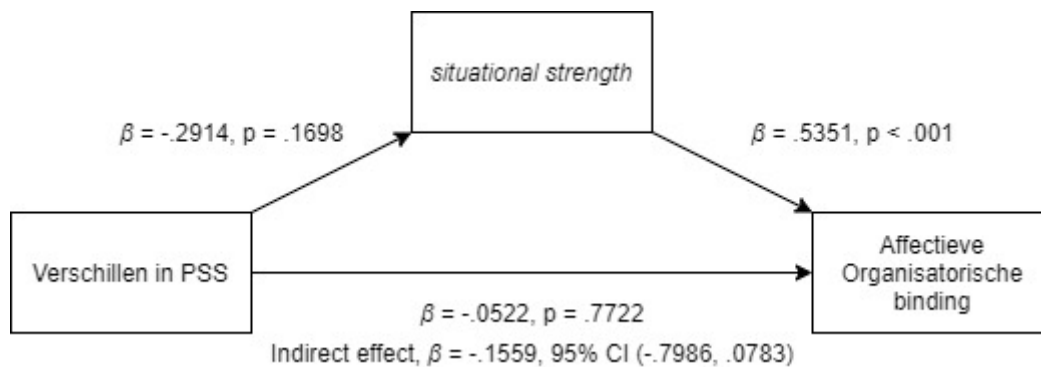 situational strength
β = -.2914, p = .1698
β = .5351, p < .001
Verschillen in PSS
Affectieve
Organisatorische
binding
β = -.0522, p = .7722
Indirect effect, β = -.1559, 95% CI (-.7986, .0783)